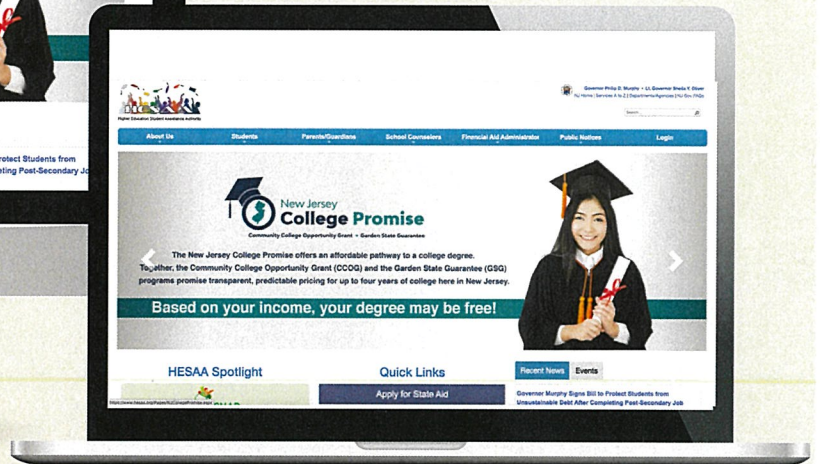 rotect Students from
eting Post-Secondary Jo
Higher Education Student Assistance Authority
Governor Philip D. Murphy • Lt. Governor Sheila Y. Oliver
NJ Home | Services A to Z | Departments/Agencies | NJ Gov FAQs
Search
About Us Students Parents/Guardians School Counselors Financial Aid Administrator Public Notices Login
New Jersey
College Promise
Community College Opportunity Grant • Garden State Guarantee
The New Jersey College Promise offers an affordable pathway to a college degree.
Together, the Community College Opportunity Grant (CCOG) and the Garden State Guarantee (GSG)
programs promise transparent, predictable pricing for up to four years of college here in New Jersey.
Based on your income, your degree may be free!
HESAA Spotlight Quick Links Recent News Events
Apply for State Aid
Governor Murphy Signs Bill to Protect Students from
Unsustainable Debt After Completing Post-Secondary Job